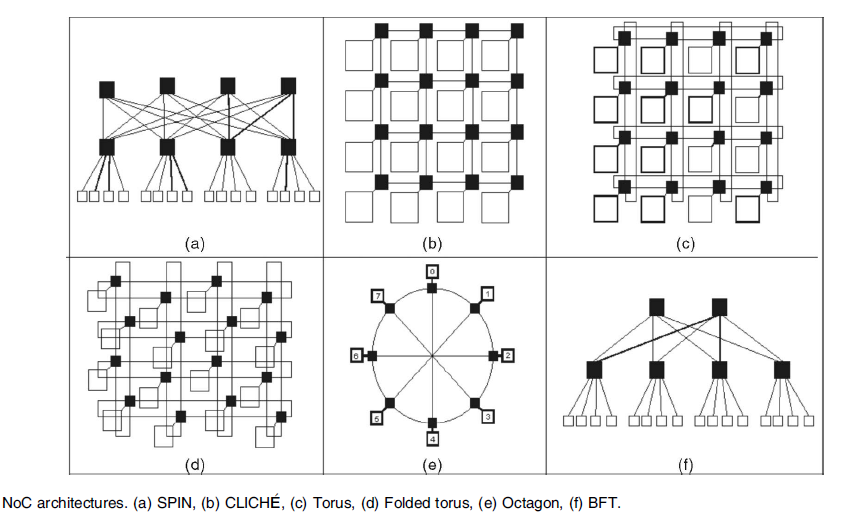 (a)
(b)
(c)
0
7
1
6
2
5
3
4
(d)
(e)
(f)
NoC architectures. (a) SPIN, (b) CLICHÉ, (c) Torus, (d) Folded torus, (e) Octagon, (f) BFT.